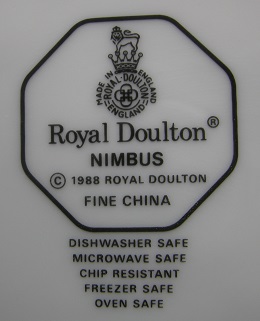 MADE IN ENGLAND
ROYAL·DOULTON
ENGLAND
Royal Doulton®
NIMBUS
© 1988 ROYAL DOULTON
FINE CHINA
DISHWASHER SAFE
MICROWAVE SAFE
CHIP RESISTANT
FREEZER SAFE
OVEN SAFE